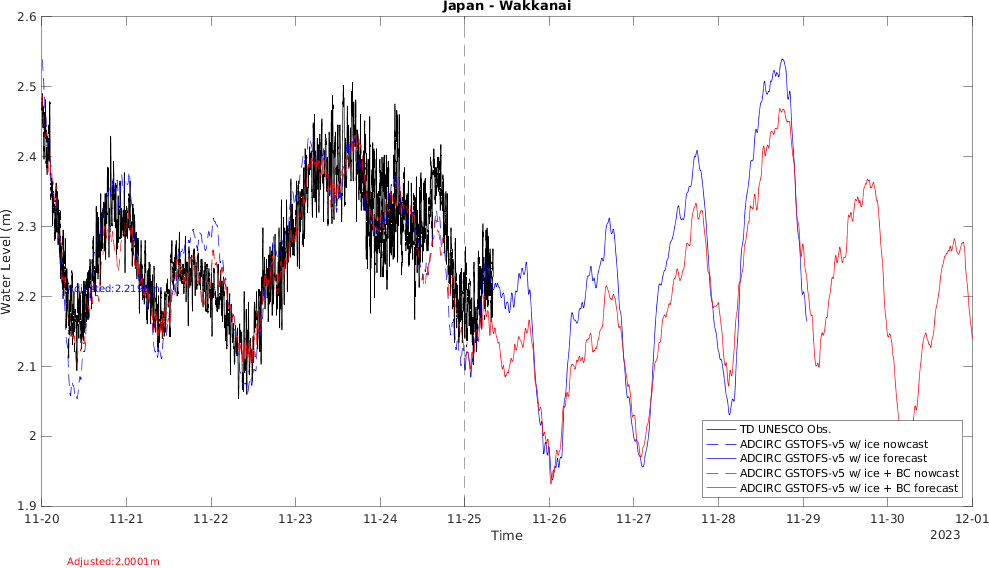 Japan - Wakkanai
2.6
2.5
2.4
2.3
2.2
2.1
2
1.9
Water Level (m)
TD UNESCO Obs.
ADCIRC GSTOFS-v5 w/ ice nowcast
ADCIRC GSTOFS-v5 w/ ice forecast
ADCIRC GSTOFS-v5 w/ ice + BC nowcast
ADCIRC GSTOFS-v5 w/ ice + BC forecast
11-20 11-21 11-22 11-23 11-24 11-25 11-26 11-27 11-28 11-29 11-30 12-01
Time
2023
Adjusted:2.0001m